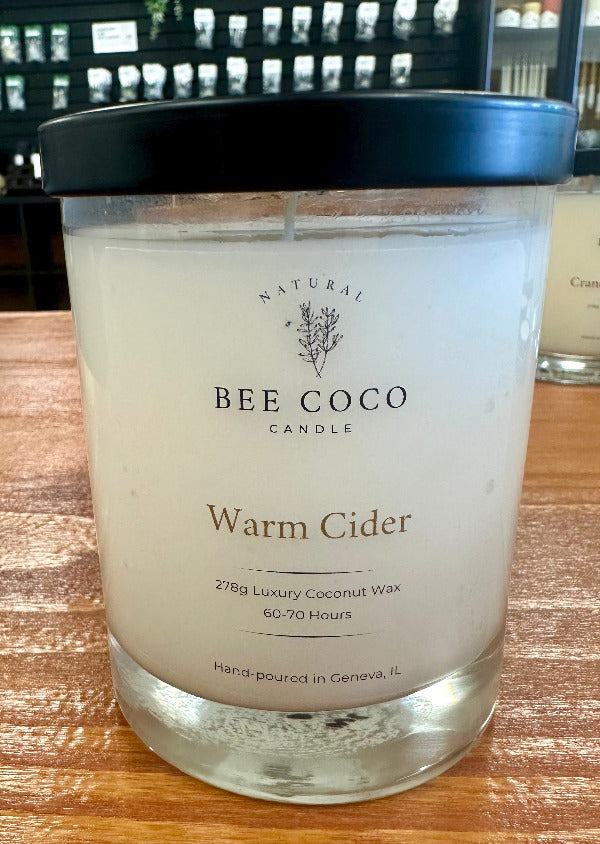 NATURAL
BEE COCO
CANDLE
Warm Cider
278g Luxury Coconut Wax
60-70 Hours
Hand-poured in Geneva, IL